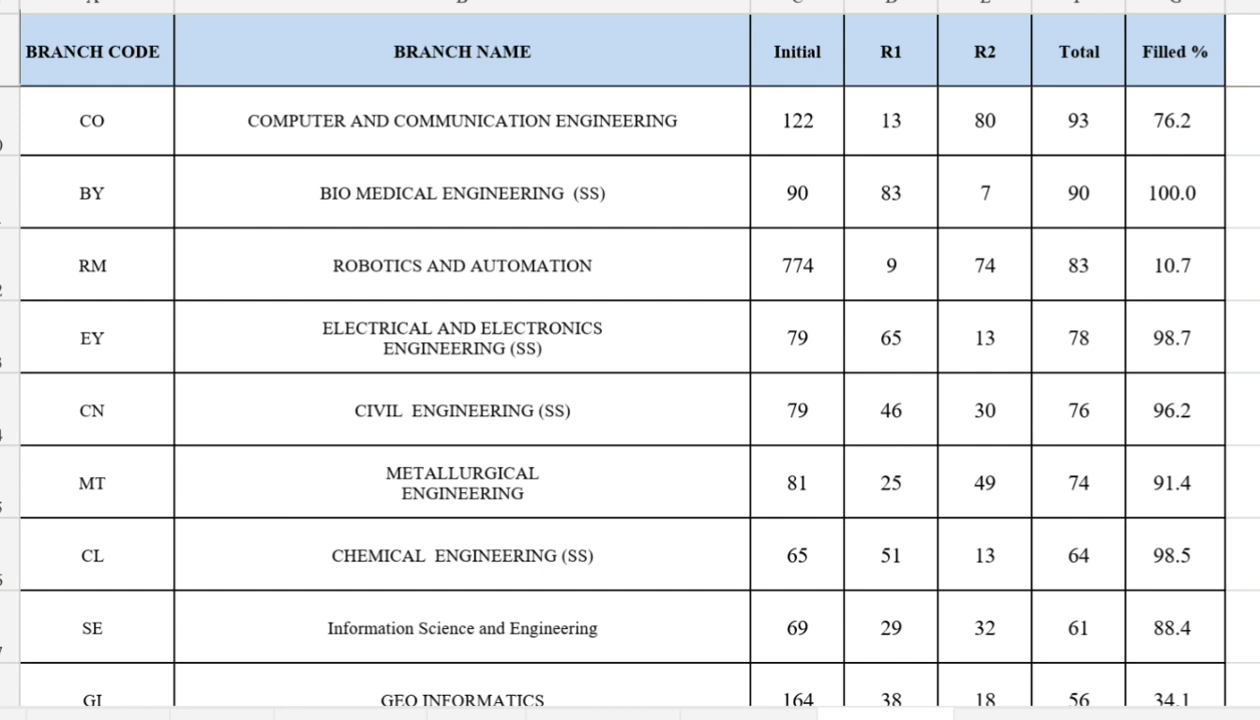 BRANCH CODE BRANCH NAME Initial R1 R2 Total Filled %
CO COMPUTER AND COMMUNICATION ENGINEERING 122 13 80 93 76.2
BY BIO MEDICAL ENGINEERING (SS) 90 83 7 90 100.0
RM ROBOTICS AND AUTOMATION 774 9 74 83 10.7
EY ELECTRICAL AND ELECTRONICS
ENGINEERING (SS) 79 65 13 78 98.7
CN CIVIL ENGINEERING (SS) 79 46 30 76 96.2
MT METALLURGICAL
ENGINEERING 81 25 49 74 91.4
CL CHEMICAL ENGINEERING (SS) 65 51 13 64 98.5
SE Information Science and Engineering 69 29 32 61 88.4
GI GEO INFORMATICS 164 38 18 56 34.1